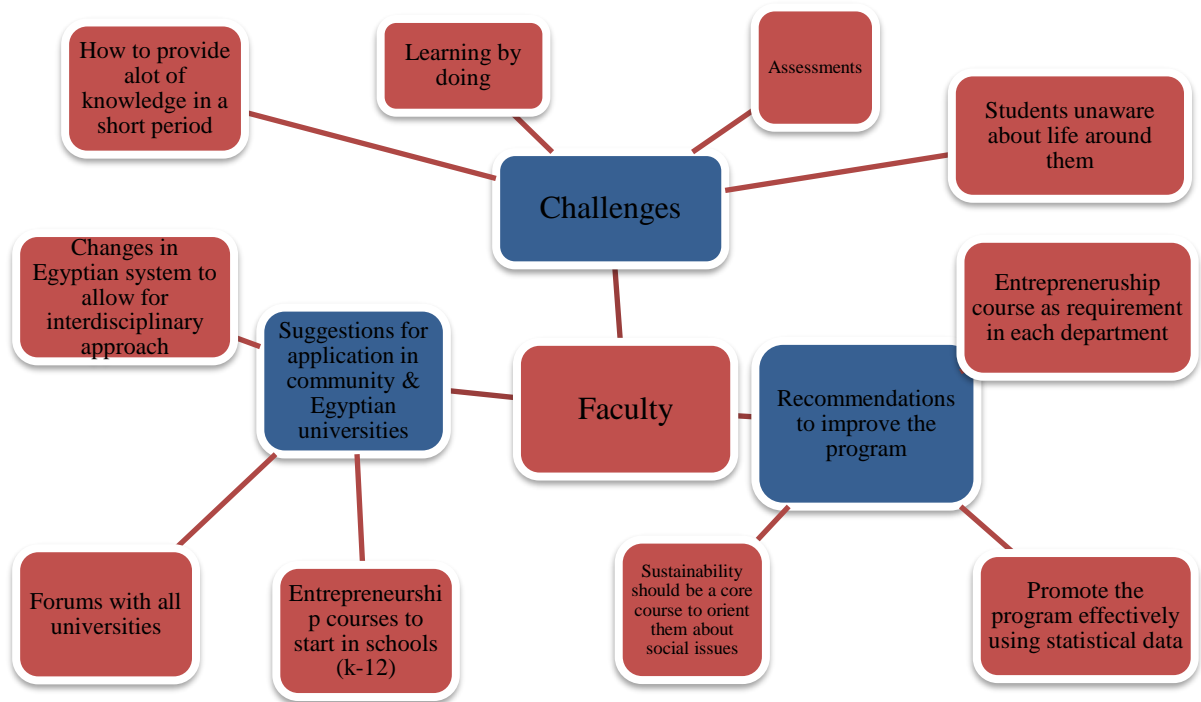 How to provide
alot of
knowledge in a
short period
Learning by
doing
Assessments
Students unaware
about life around
them
Challenges
Changes in
Egyptian system to
allow for
interdisciplinary
approach
Suggestions for
application in
community &
Egyptian
universities
Faculty
Recommendations
to improve the
program
Entrepreneruship
course as requirement
in each department
Forums with all
universities
Entrepreneurshi
p courses to
start in schools
(k-12)
Sustainability
should be a core
course to orient
them about
social issues
Promote the
program effectively
using statistical data